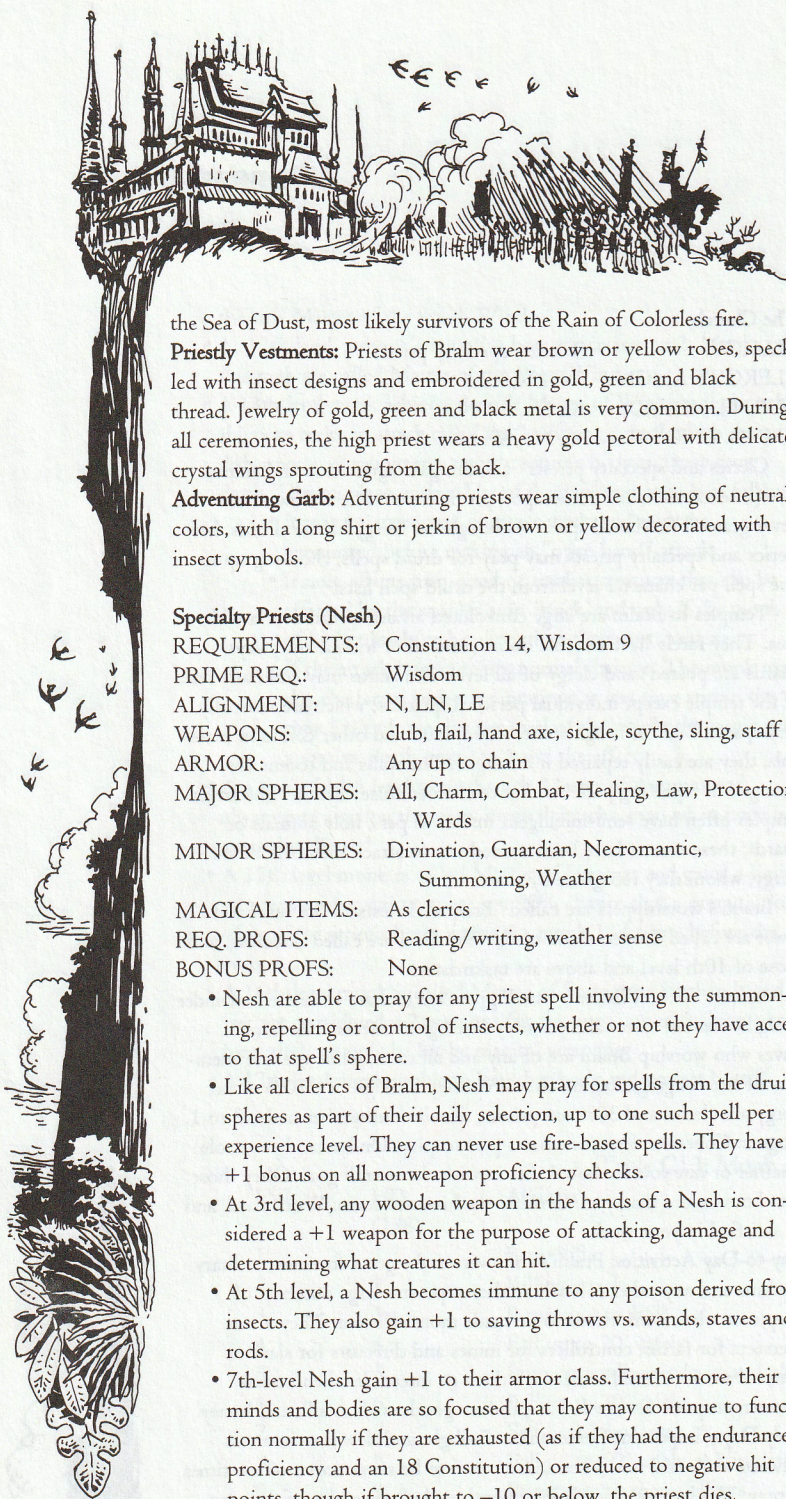 the Sea of Dust, most likely survivors of the Rain of Colorless fire.
Priestly Vestments: Priests of Bralm wear brown or yellow robes, speck
led with insect designs and embroidered in gold, green and black
thread. Jewelry of gold, green and black metal is very common. During
all ceremonies, the high priest wears a heavy gold pectoral with delicat
crystal wings sprouting from the back.
Adventuring Garb: Adventuring priests wear simple clothing of neutral
colors, with a long shirt or jerkin of brown or yellow decorated with
insect symbols.
Specialty Priests (Nesh)
REQUIREMENTS: Constitution 14, Wisdom 9
PRIME REQ.: Wisdom
ALIGNMENT: N, LN, LE
WEAPONS: club, flail, hand axe, sickle, scythe, sling, staff
ARMOR: Any up to chain
MAJOR SPHERES: All, Charm, Combat, Healing, Law, Protection
Wards
MINOR SPHERES: Divination, Guardian, Necromantic,
Summoning, Weather
MAGICAL ITEMS: As clerics
REQ. PROFS: Reading/writing, weather sense
BONUS PROFS: None
• Nesh are able to pray for any priest spell involving the summon-
ing, repelling or control of insects, whether or not they have acce
to that spell's sphere.
• Like all clerics of Bralm, Nesh may pray for spells from the drui
spheres as part of their daily selection, up to one such spell per
experience level. They can never use fire-based spells. They have
+1 bonus on all nonweapon proficiency checks.
• At 3rd level, any wooden weapon in the hands of a Nesh is con-
sidered a +1 weapon for the purpose of attacking, damage and
determining what creatures it can hit.
• At 5th level, a Nesh becomes immune to any poison derived fro
insects. They also gain +1 to saving throws vs. wands, staves and
rods.
• 7th-level Nesh gain +1 to their armor class. Furthermore, their
minds and bodies are so focused that they may continue to func
tion normally if they are exhausted (as if they had the endurance
proficiency and an 18 Constitution) or reduced to negative hit
points, though if brought to –10 or below, the priest dies.